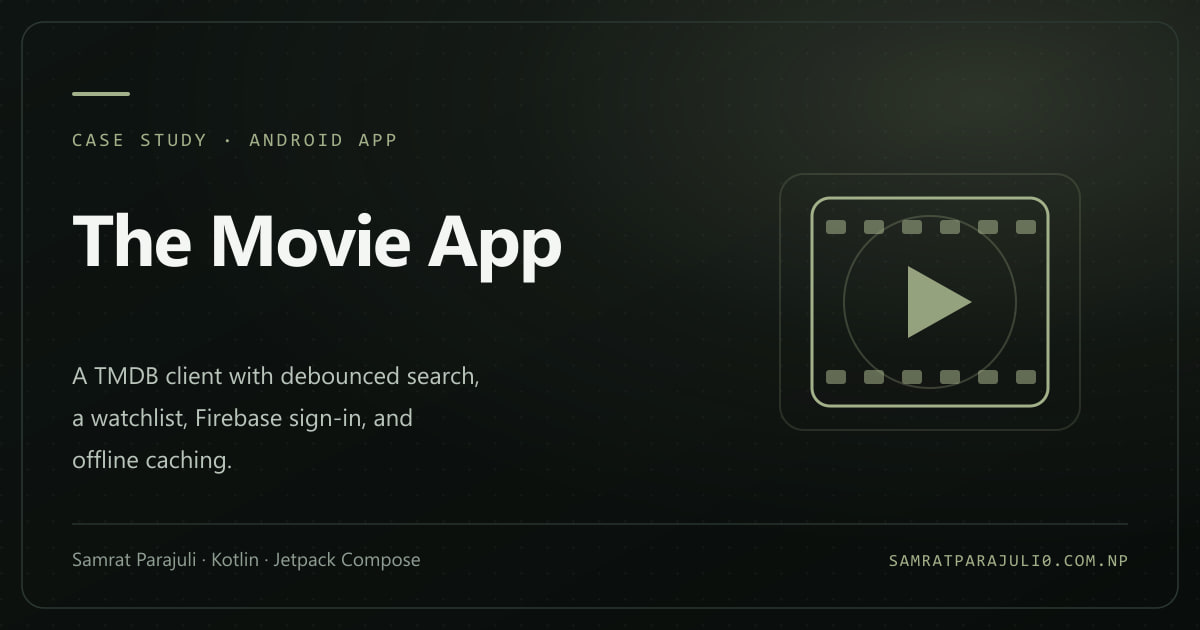 CASE STUDY · ANDROID APP
The Movie App
A TMDB client with debounced search,
a watchlist, Firebase sign-in, and
offline caching.
Samrat Parajuli · Kotlin · Jetpack Compose
SAMRATPARAJULI0.COM.NP